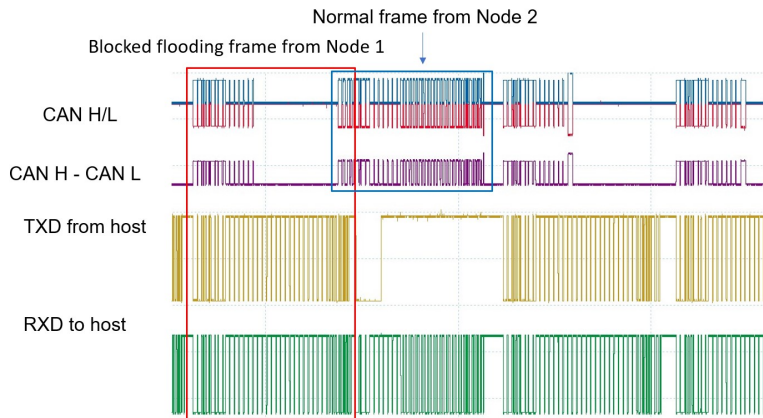 Normal frame from Node 2
Blocked flooding frame from Node 1
CAN H/L
CAN H - CAN L
TXD from host
RXD to host